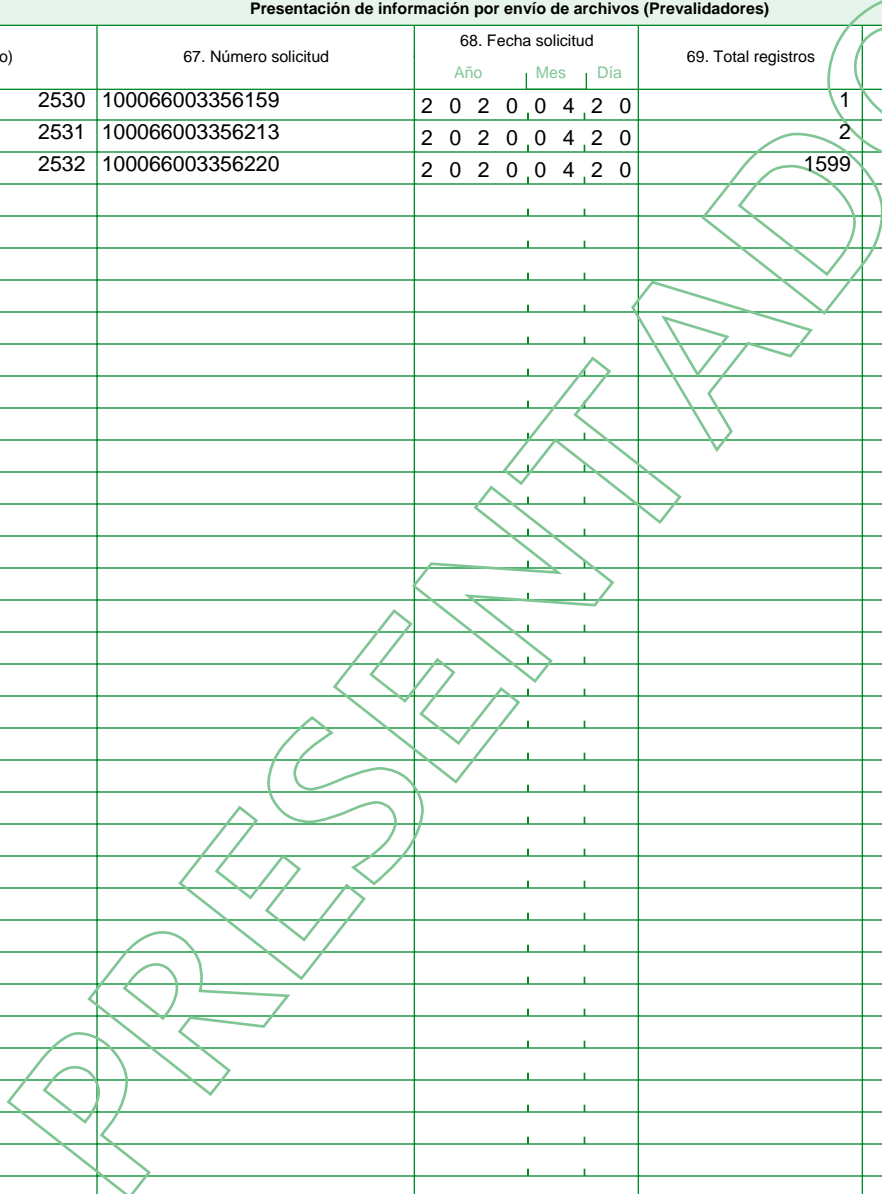 Presentación de información por envío de archivos (Prevalidadores)
o) 67. Número solicitud 68. Fecha solicitud 69. Total registros
Año Mes Día
2530 100066003356159 2 0 2 0 0 4 2 0 1
2531 100066003356213 2 0 2 0 0 4 2 0 2
2532 100066003356220 2 0 2 0 0 4 2 0 1599
PRESENTADO